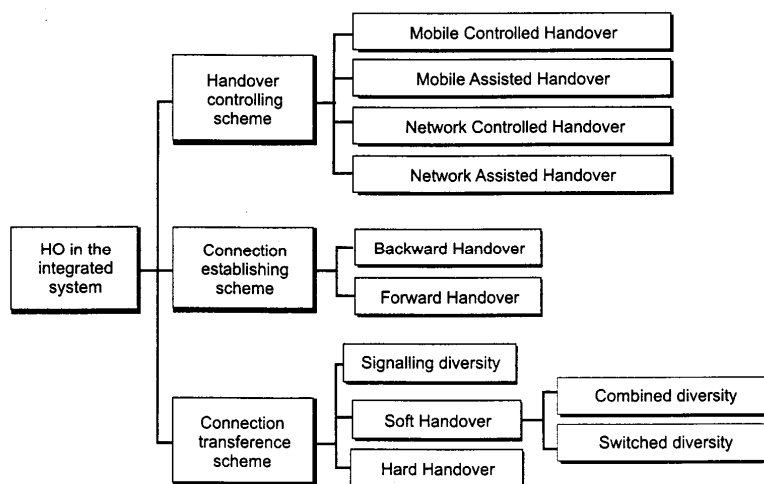 HO in the
integrated
system
Handover
controlling
scheme
Mobile Controlled Handover
Mobile Assisted Handover
Network Controlled Handover
Network Assisted Handover
Connection
establishing
scheme
Backward Handover
Forward Handover
Connection
transference
scheme
Signalling diversity
Soft Handover
Hard Handover
Combined diversity
Switched diversity